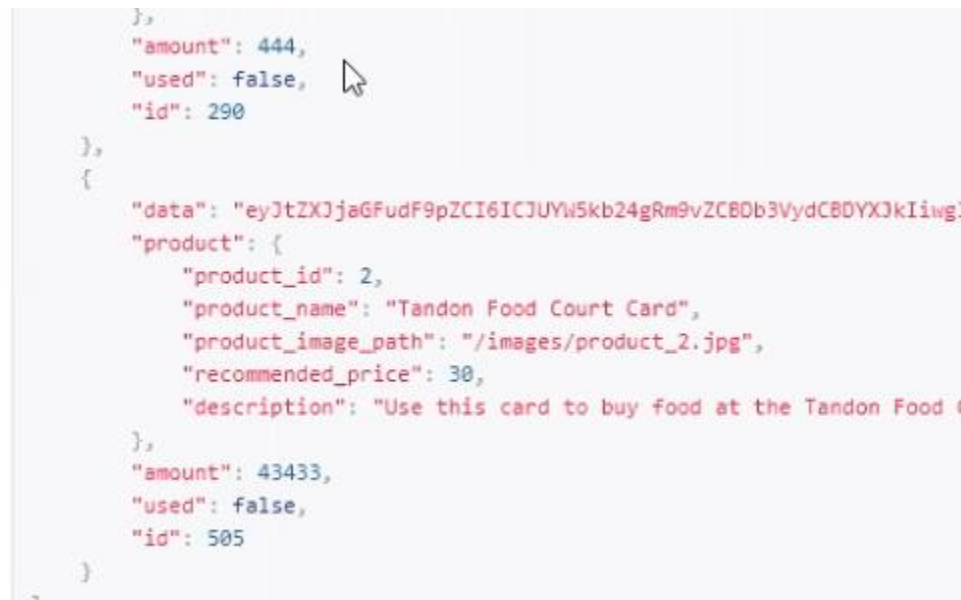 },
"amount": 444,
"used": false,
"id": 290
},
{
"data": "eyJtZXJjaGFudF9pZCI6ICJUYW5kb24gRm9vZCBDb3VydCBDYXJkIiwg
"product": {
"product_id": 2,
"product_name": "Tandon Food Court Card",
"product_image_path": "/images/product_2.jpg",
"recommended_price": 30,
"description": "Use this card to buy food at the Tandon Food
},
"amount": 43433,
"used": false,
"id": 505
}